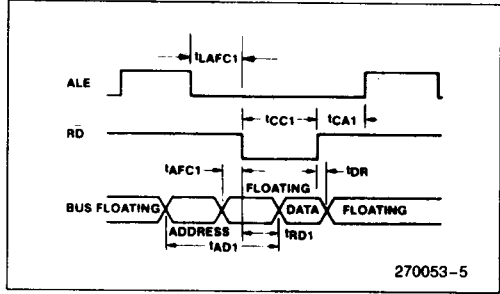 tLAFC1
ALE
tCC1
tCA1
RD
tAFC1
FLOATING
tDR
BUS FLOATING
DATA
FLOATING
ADDRESS
tRD1
tAD1
270053-5